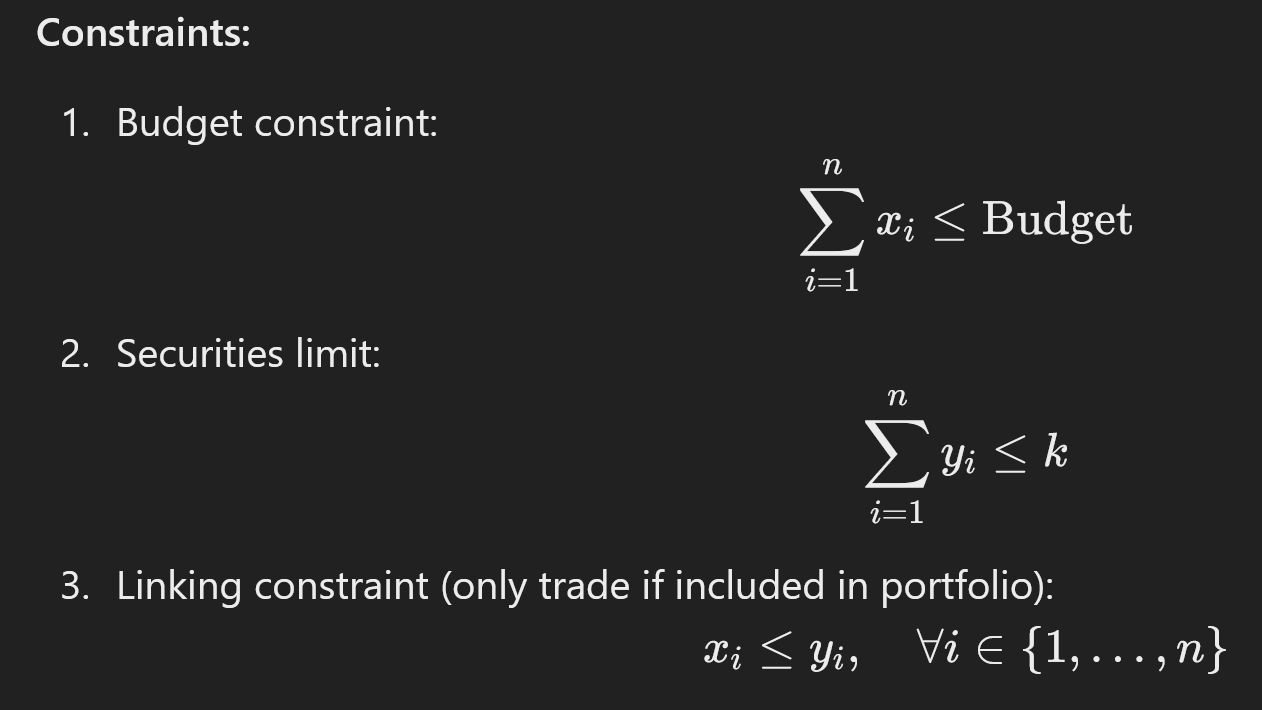 Constraints:
1. Budget constraint:
\sum_{i=1}^{n} x_i \leq \text{Budget}
2. Securities limit:
\sum_{i=1}^{n} y_i \leq k
3. Linking constraint (only trade if included in portfolio):
x_i \leq y_i, \quad \forall i \in \{1, \ldots, n\}